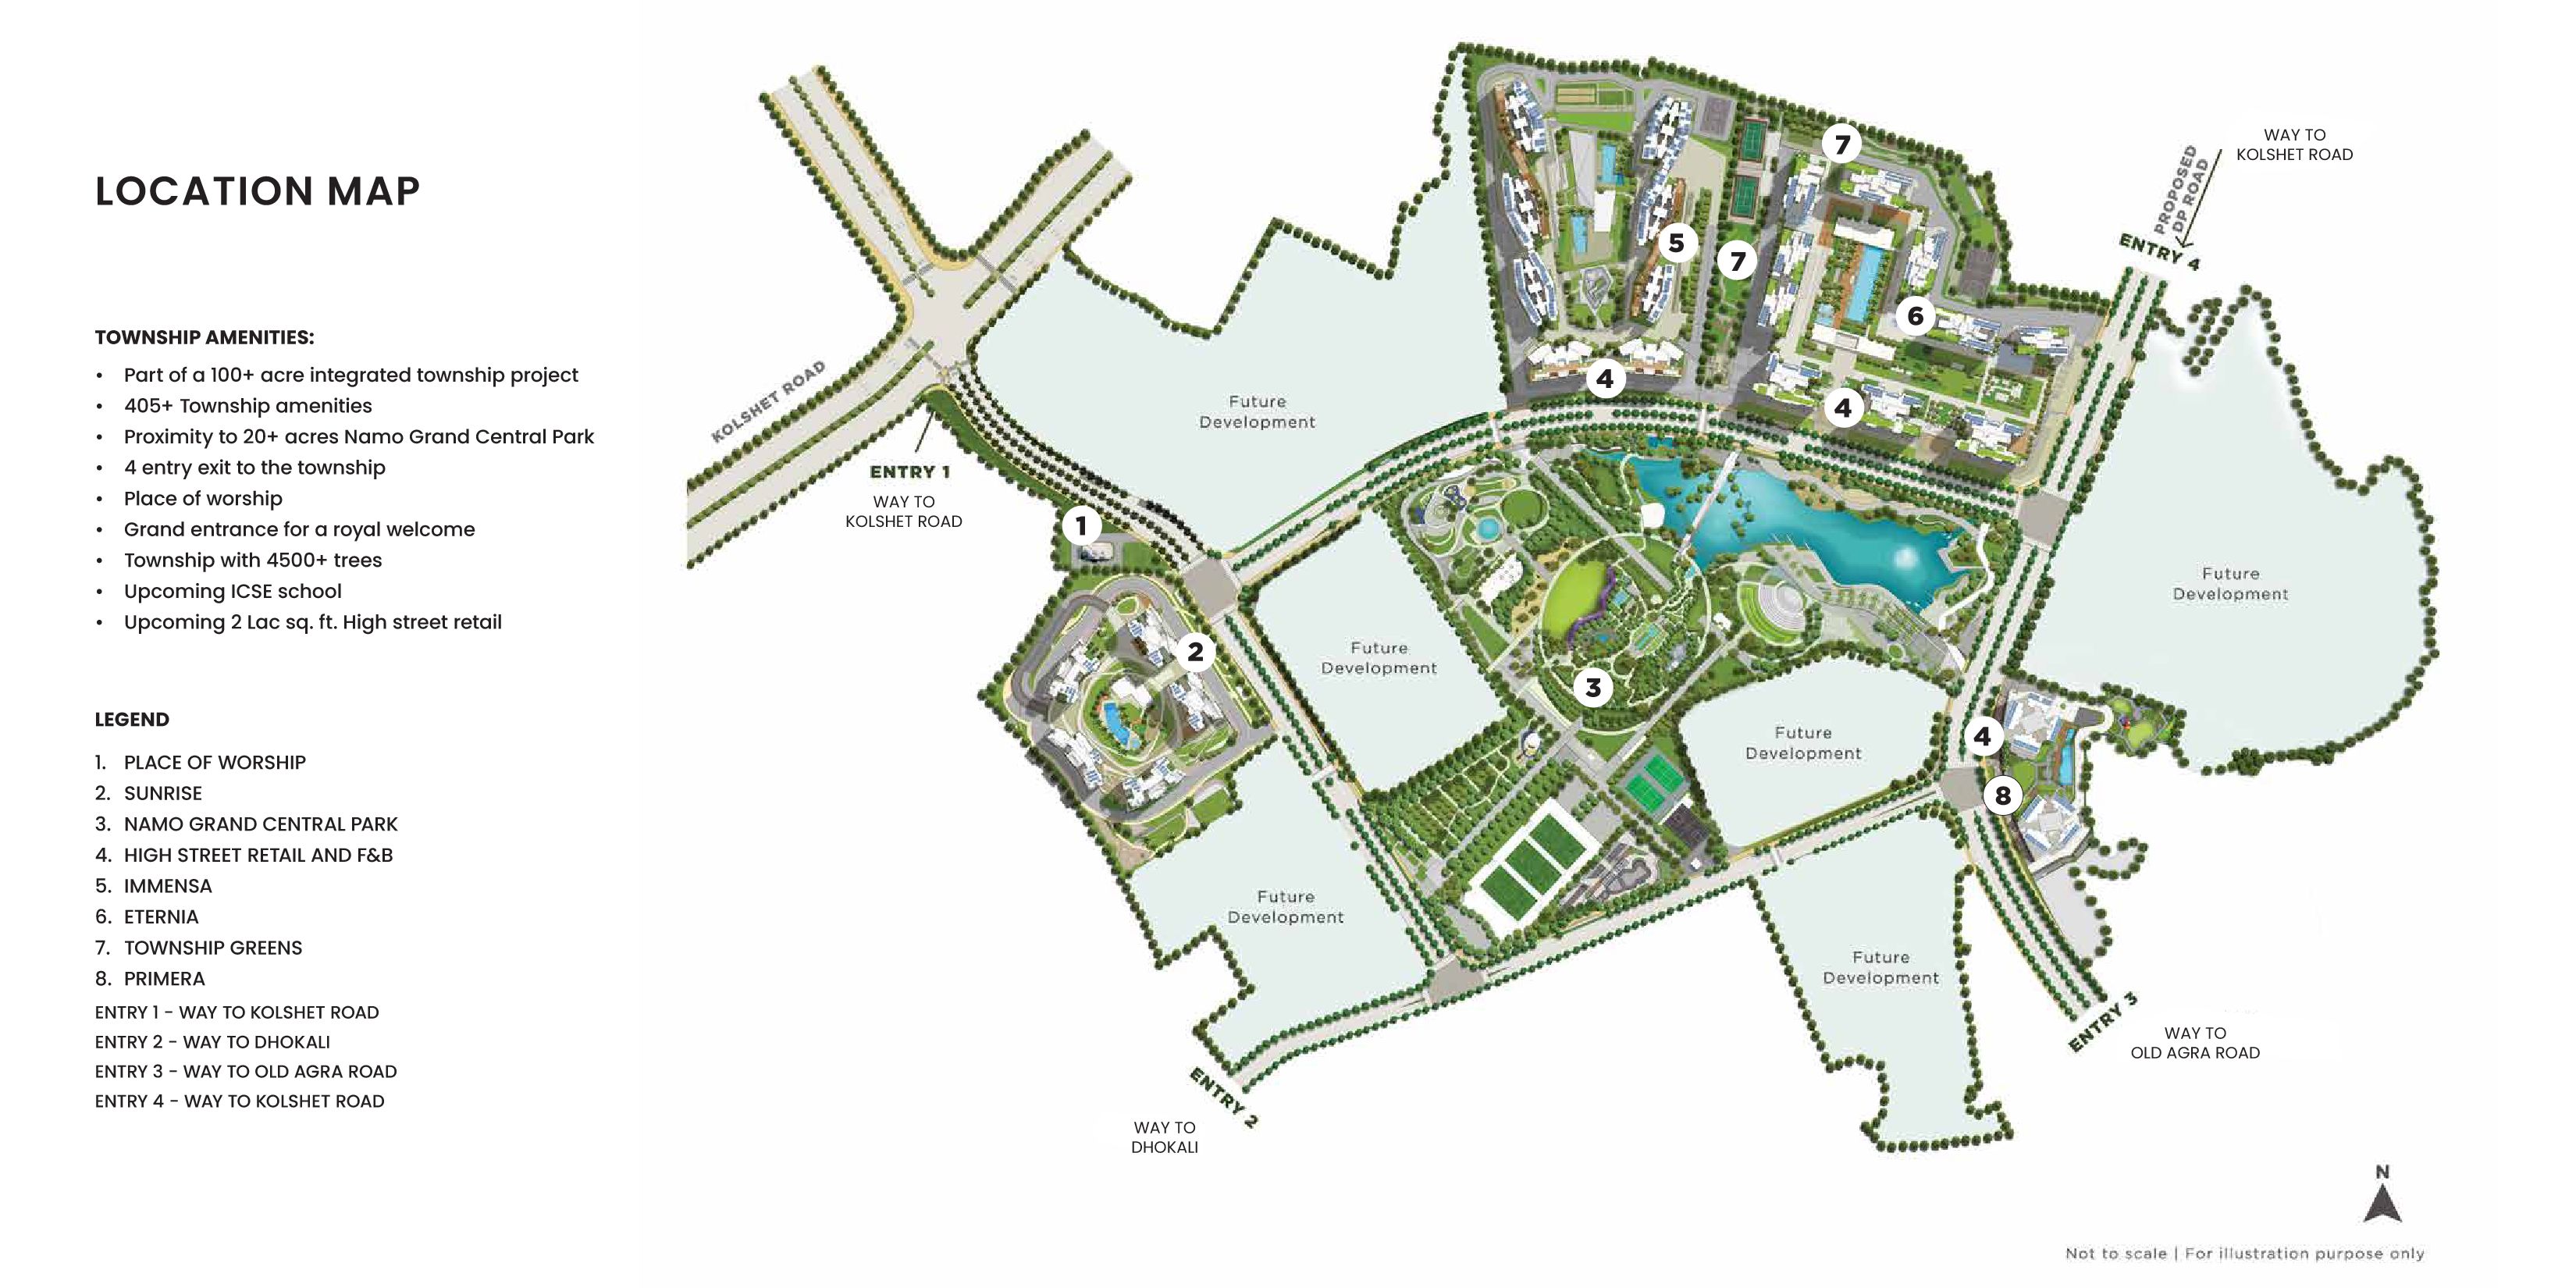 LOCATION MAP
TOWNSHIP AMENITIES:
• Part of a 100+ acre integrated township project
• 405+ Township amenities
• Proximity to 20+ acres Namo Grand Central Park
• 4 entry exit to the township
• Place of worship
• Grand entrance for a royal welcome
• Township with 4500+ trees
• Upcoming ICSE school
• Upcoming 2 Lac sq. ft. High street retail
LEGEND
1. PLACE OF WORSHIP
2. SUNRISE
3. NAMO GRAND CENTRAL PARK
4. HIGH STREET RETAIL AND F&B
5. IMMENSA
6. ETERNIA
7. TOWNSHIP GREENS
8. PRIMERA
ENTRY 1 - WAY TO KOLSHET ROAD
ENTRY 2 - WAY TO DHOKALI
ENTRY 3 - WAY TO OLD AGRA ROAD
ENTRY 4 - WAY TO KOLSHET ROAD
KOLSHET ROAD
ENTRY 1
WAY TO
KOLSHET ROAD
7
WAY TO
KOLSHET ROAD
PROPOSED
DP ROAD
ENTRY 4
5
7
6
4
4
Future
Development
1
2
Future
Development
3
Future
Development
Future
Development
4
8
Future
Development
Future
Development
ENTRY 3
WAY TO
OLD AGRA ROAD
ENTRY 2
WAY TO
DHOKALI
N
Not to scale | For illustration purpose only